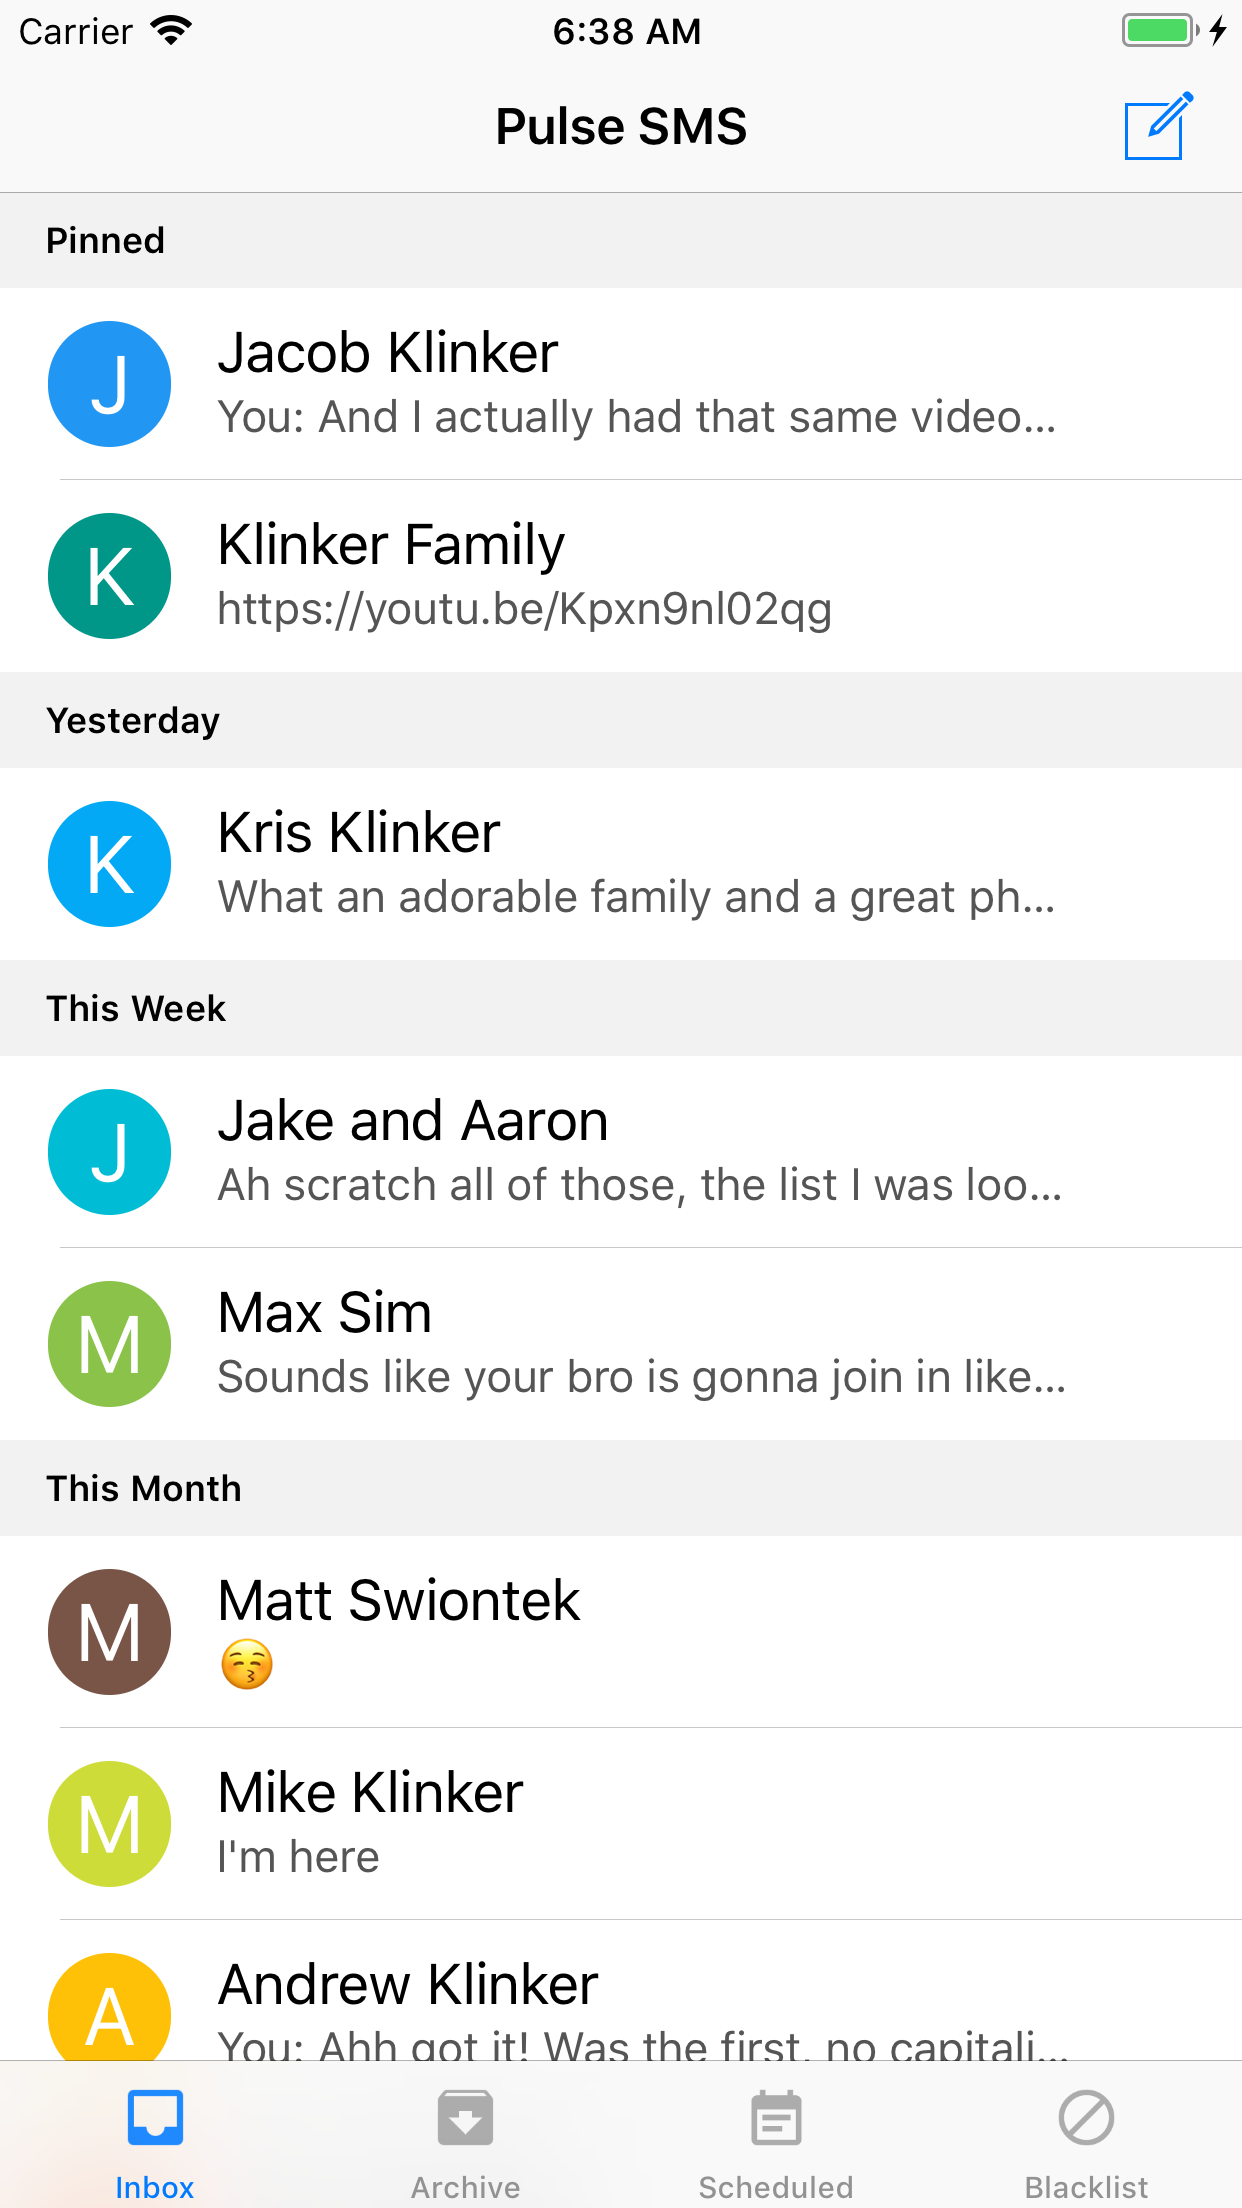 Carrier 6:38 AM
Pulse SMS
Pinned
J
Jacob Klinker
You: And I actually had that same video...
K
Klinker Family
https://youtu.be/Kpxn9nl02qg
Yesterday
K
Kris Klinker
What an adorable family and a great ph...
This Week
J
Jake and Aaron
Ah scratch all of those, the list I was loo...
M
Max Sim
Sounds like your bro is gonna join in like...
This Month
M
Matt Swiontek
😚
M
Mike Klinker
I'm here
A
Andrew Klinker
You: Ahh got it! Was the first, no capitali...
Inbox Archive Scheduled Blacklist